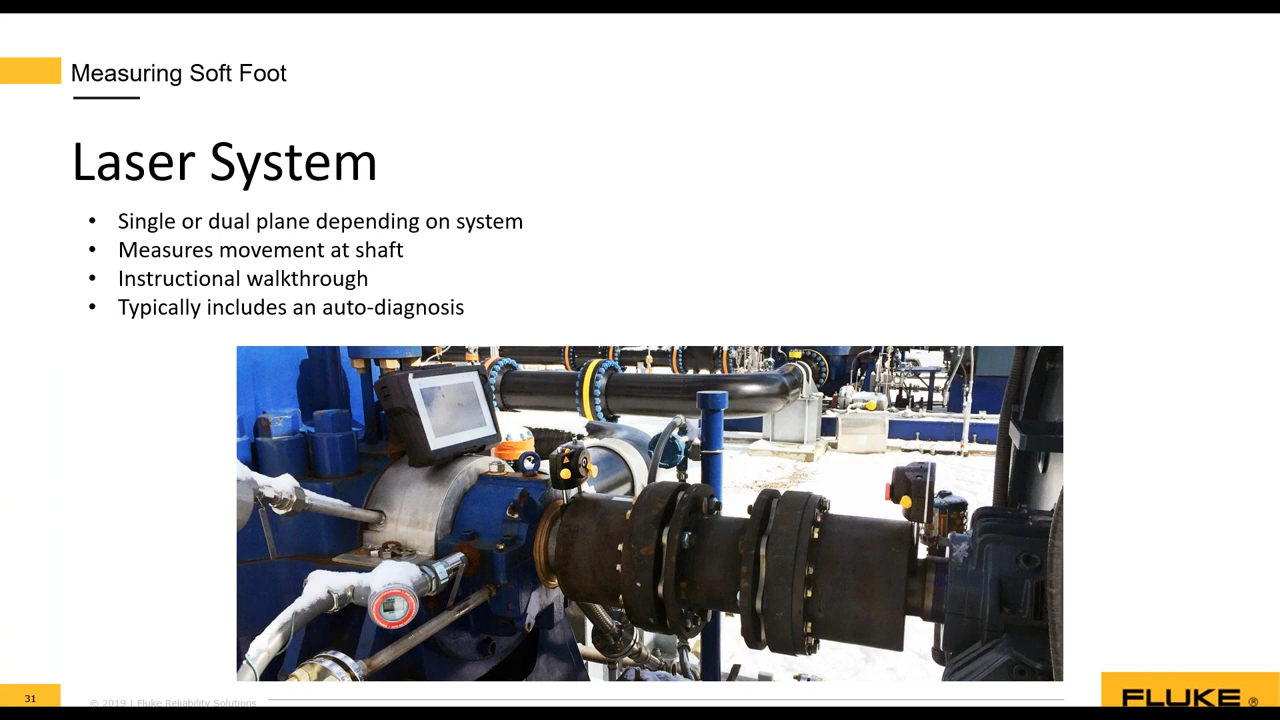 Measuring Soft Foot
Laser System
• Single or dual plane depending on system
• Measures movement at shaft
• Instructional walkthrough
• Typically includes an auto-diagnosis
31
© 2019 | Fluke Reliability Solutions
FLUKE ®